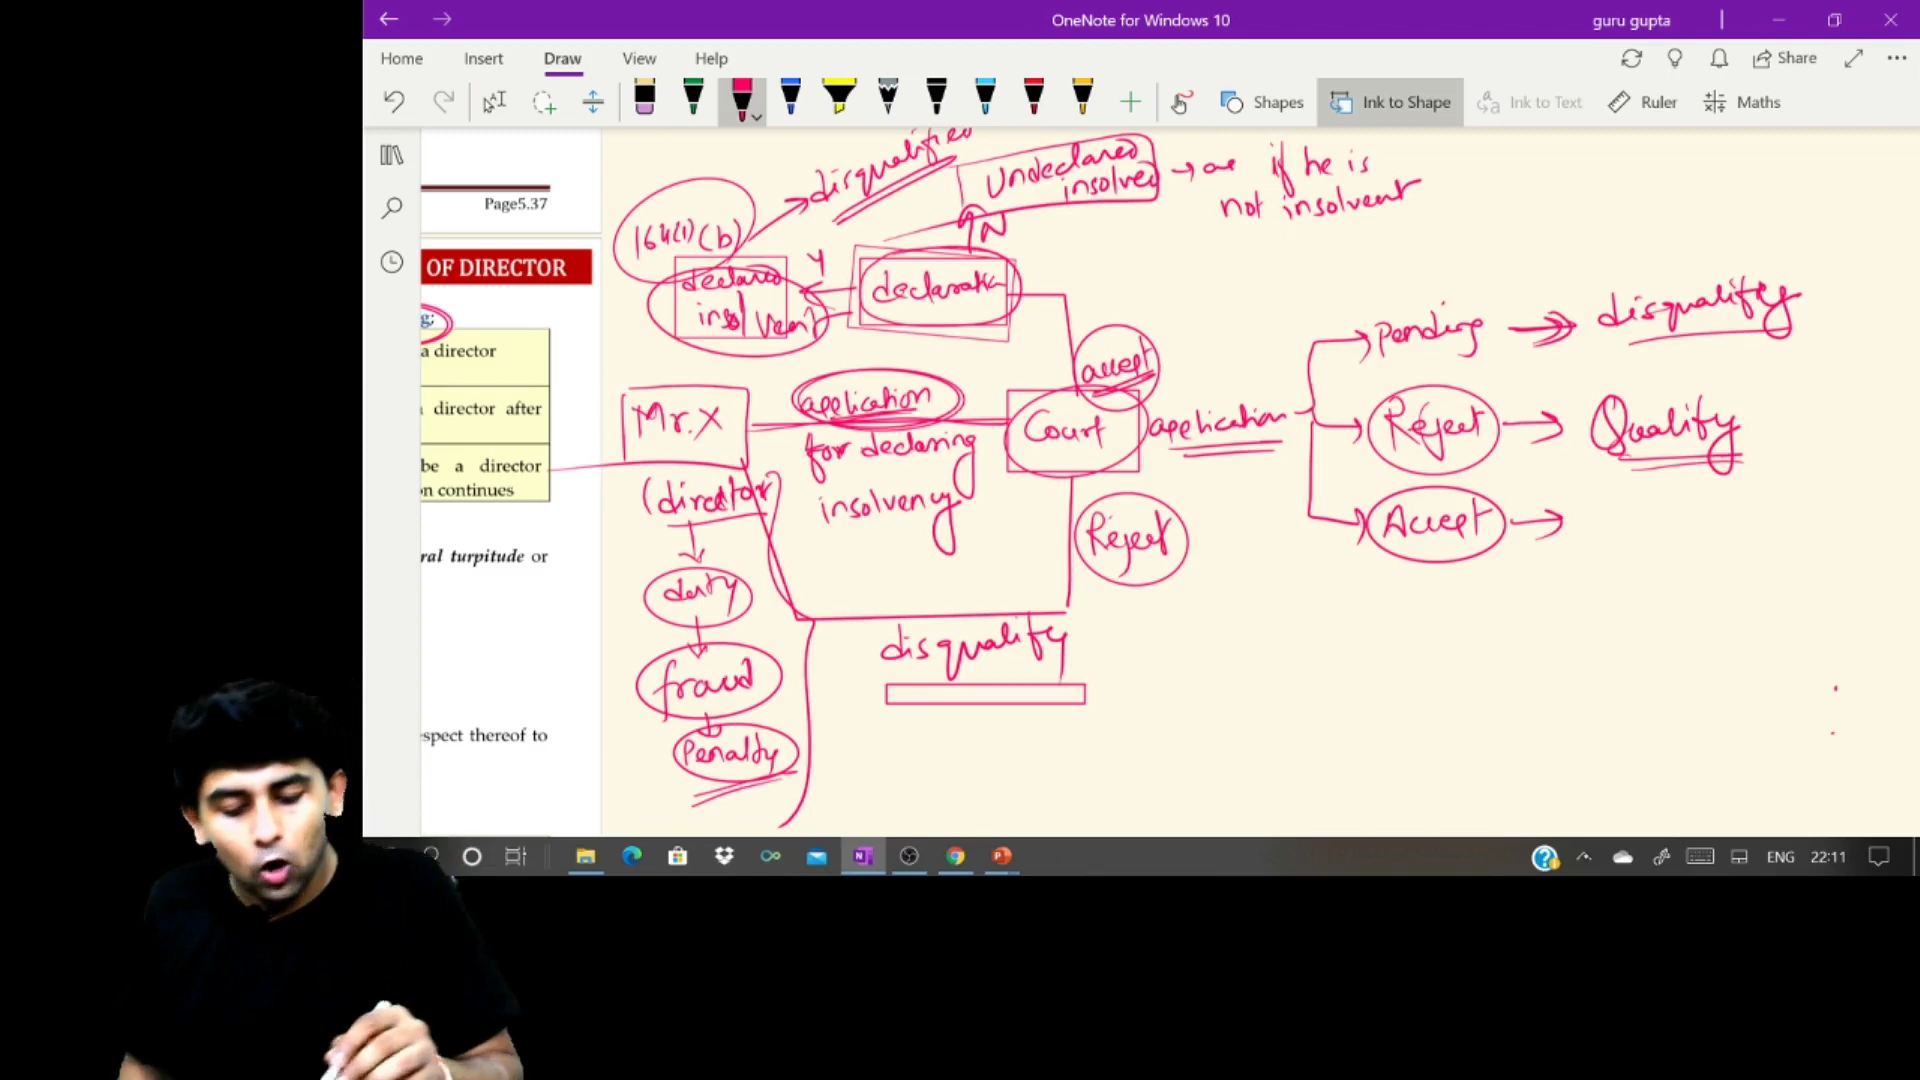 OneNote for Windows 10
guru gupta
Home
Insert
Draw
View
Help
Share
Shapes
Ink to Shape
Ink to Text
Ruler
Maths
Page5.37
OF DIRECTOR
g:
a director
director after
be a director
on continues
ral turpitude or
spect thereof to
disqualified
Undeclared
insolved
→ as if he is
not insolvent
164(1)(b)
N
Y
declared
insolvent
declaration
accept
Mr. X
application
for declaring
insolvency
Court
application
Pending
disqualify
Reject
Qualify
Accept
(director)
Reject
duty
disqualify
fraud
Penalty
ENG
22:11